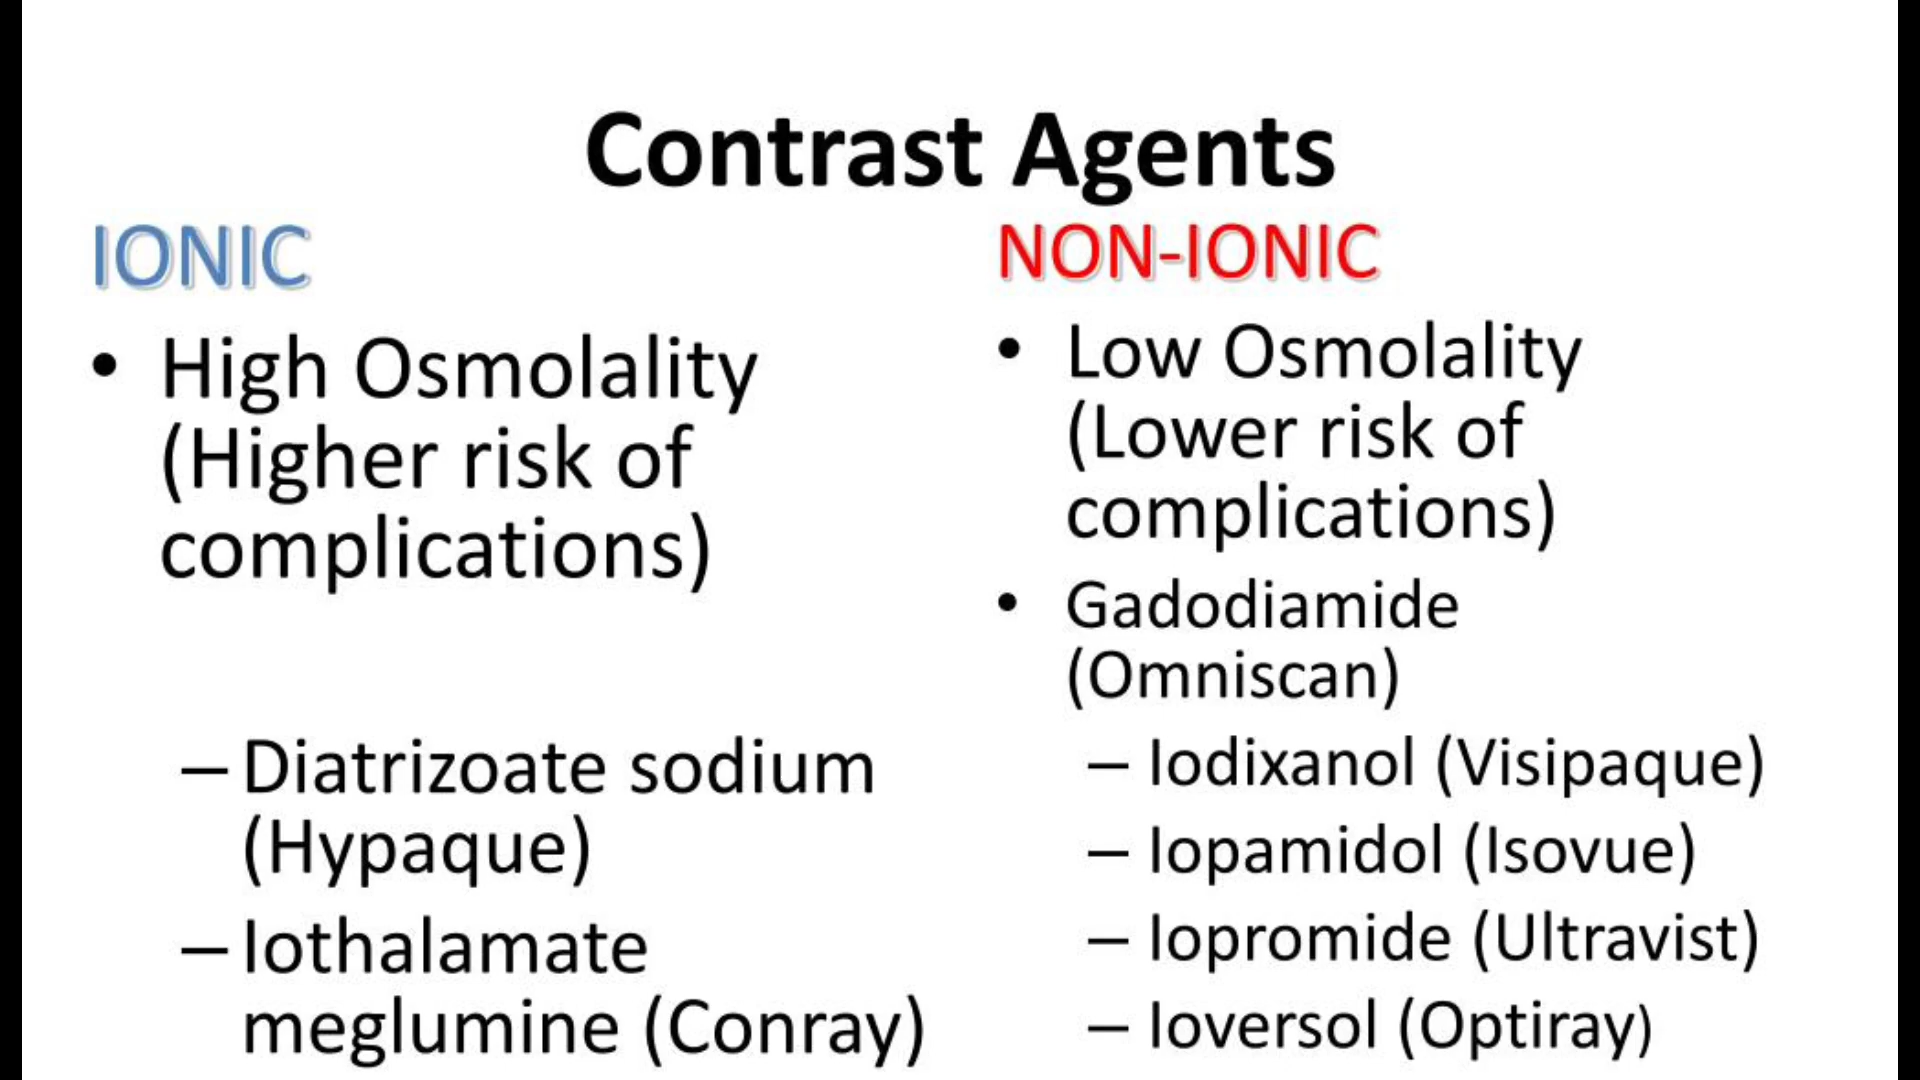 Contrast Agents
IONIC
• High Osmolality
(Higher risk of
complications)
– Diatrizoate sodium
(Hypaque)
– Iothalamate
meglumine (Conray)
NON-IONIC
• Low Osmolality
(Lower risk of
complications)
• Gadodiamide
(Omniscan)
– Iodixanol (Visipaque)
– Iopamidol (Isovue)
– Iopromide (Ultravist)
– Ioversol (Optiray)